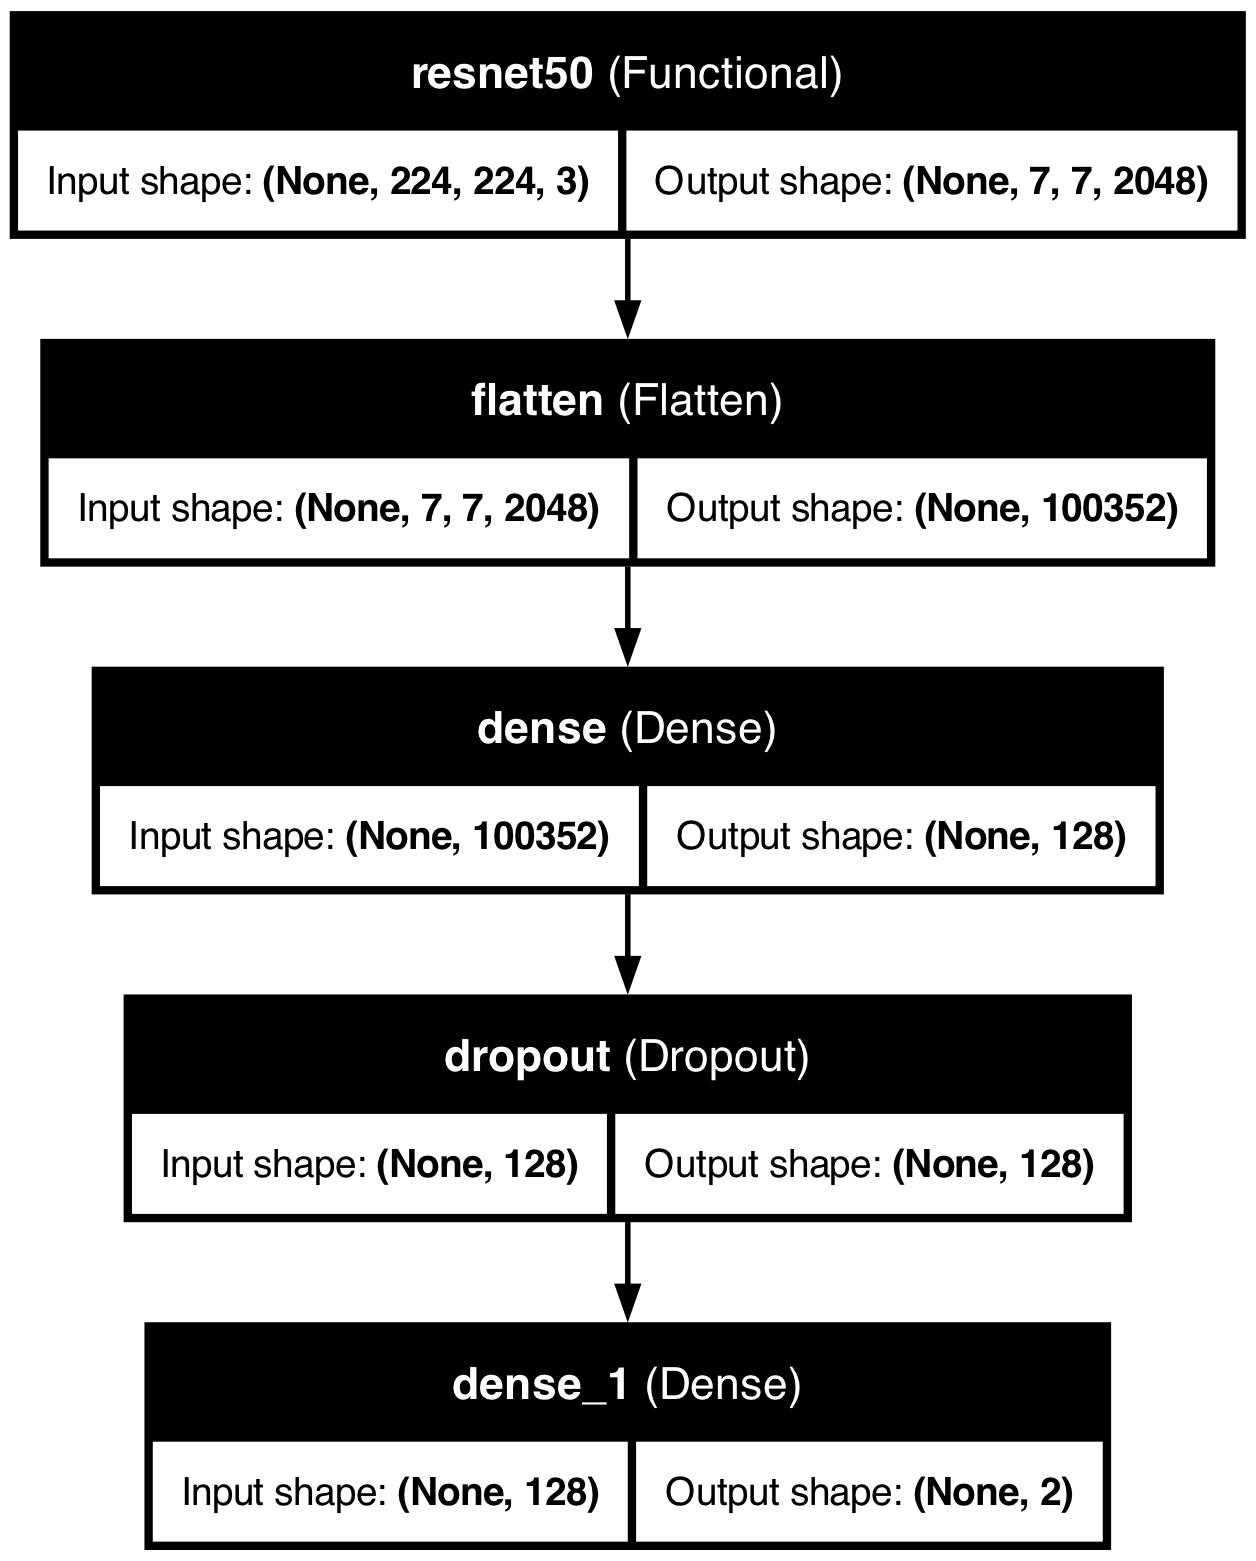 resnet50 (Functional)
Input shape: (None, 224, 224, 3) Output shape: (None, 7, 7, 2048)
flatten (Flatten)
Input shape: (None, 7, 7, 2048) Output shape: (None, 100352)
dense (Dense)
Input shape: (None, 100352) Output shape: (None, 128)
dropout (Dropout)
Input shape: (None, 128) Output shape: (None, 128)
dense_1 (Dense)
Input shape: (None, 128) Output shape: (None, 2)